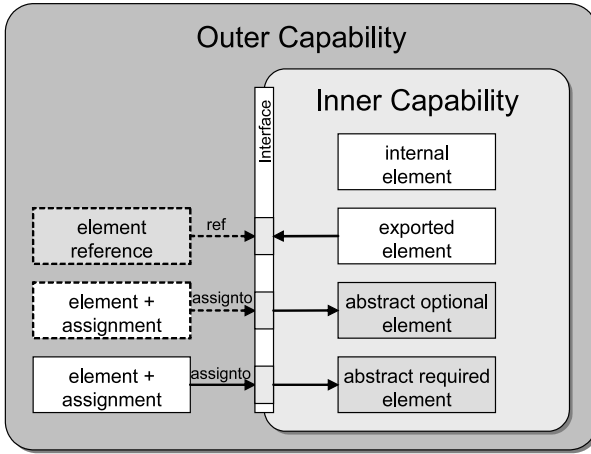 Outer Capability
Inner Capability
Interface
internal
element
element
reference
ref
exported
element
element +
assignment
assignto
abstract optional
element
element +
assignment
assignto
abstract required
element